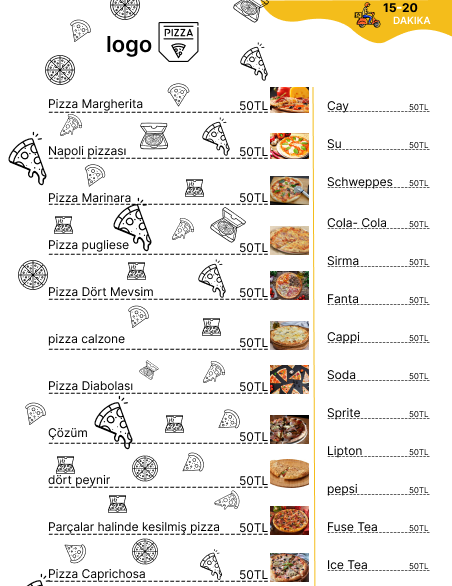 15-20
DAKIKA
logo
PIZZA
Pizza Margherita 50TL
Napoli pizzası 50TL
Pizza Marinara 50TL
Pizza pugliese 50TL
Pizza Dört Mevsim 50TL
pizza calzone 50TL
Pizza Diabolası 50TL
Çözüm 50TL
dört peynir 50TL
Parçalar halinde kesilmiş pizza 50TL
Pizza Caprichosa 50TL
Cay 50TL
Su 50TL
Schweppes 50TL
Cola- Cola 50TL
Sirma 50TL
Fanta 50TL
Cappi 50TL
Soda 50TL
Sprite 50TL
Lipton 50TL
pepsi 50TL
Fuse Tea 50TL
Ice Tea 50TL